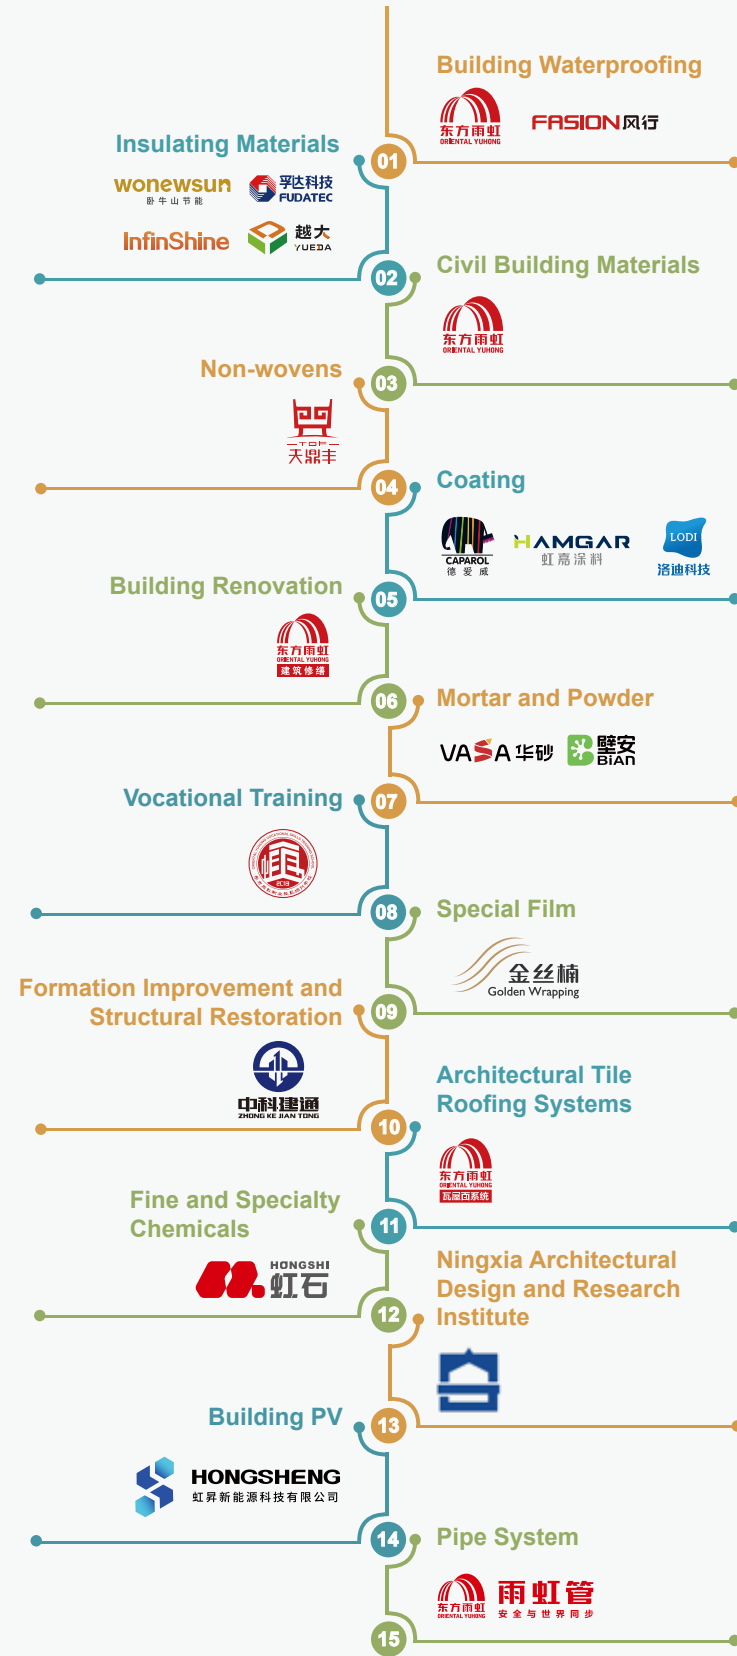 Building Waterproofing
东方雨虹
ORIENTAL YUHONG
FASION风行
01
Insulating Materials
wonewsun
卧牛山节能
孚达科技
FUDATEC
InfinShine
越大
YUEDA
02
Civil Building Materials
东方雨虹
ORIENTAL YUHONG
03
Non-wovens
TDF
天鼎丰
04
Coating
CAPAROL
德爱威
HAMGAR
虹嘉涂料
LODI
洛迪科技
05
Building Renovation
东方雨虹
ORIENTAL YUHONG
建筑修缮
06
Mortar and Powder
VASA 华砂
壁安
BiAn
07
Vocational Training
2013
08
Special Film
金丝楠
Golden Wrapping
09
Formation Improvement and
Structural Restoration
中科建通
ZHONG KE JIAN TONG
10
Architectural Tile
Roofing Systems
东方雨虹
ORIENTAL YUHONG
瓦屋面系统
11
Fine and Specialty
Chemicals
HONGSHI
虹石
12
Ningxia Architectural
Design and Research
Institute
13
Building PV
HONGSHENG
虹昇新能源科技有限公司
14
Pipe System
东方雨虹
ORIENTAL YUHONG
雨虹管
安全与世界同步
15